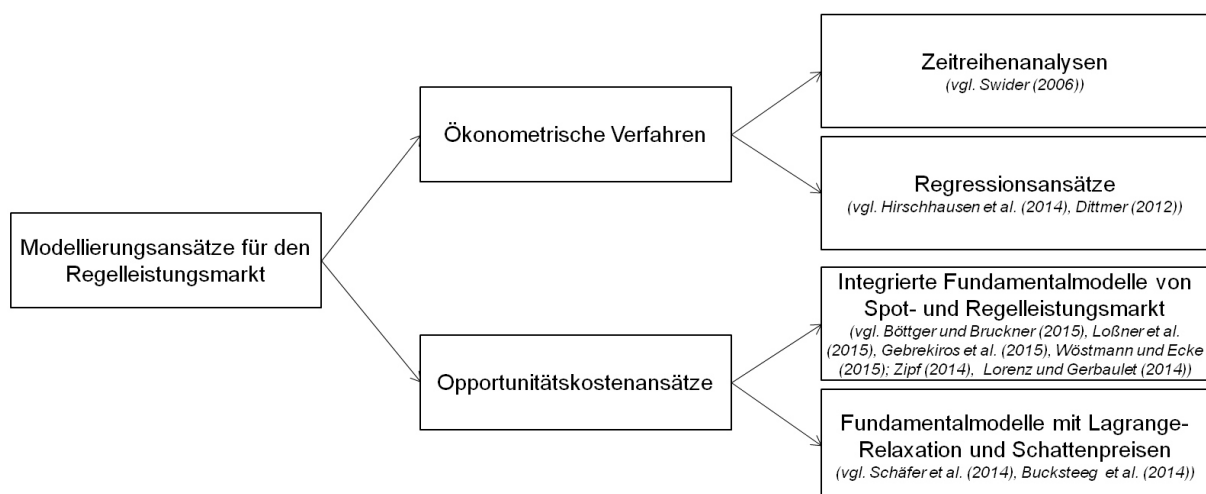 Modellierungsansätze für den
Regelleistungsmarkt
Ökonometrische Verfahren
Opportunitätskostenansätze
Zeitreihenanalysen
(vgl. Swider (2006))
Regressionsansätze
(vgl. Hirschhausen et al. (2014), Dittmer (2012))
Integrierte Fundamentalmodelle von
Spot- und Regelleistungsmarkt
(vgl. Böttger und Bruckner (2015), Loßner et al.
(2015), Gebrekiros et al. (2015), Wöstmann und Ecke
(2015); Zipf (2014), Lorenz und Gerbaulet (2014))
Fundamentalmodelle mit Lagrange-
Relaxation und Schattenpreisen
(vgl. Schäfer et al. (2014), Bucksteeg et al. (2014))